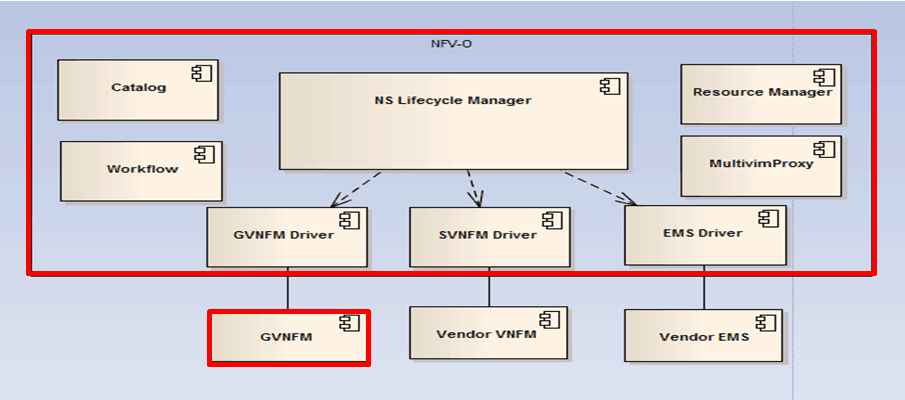 NFV-O
Catalog
NS Lifecycle Manager
Resource Manager
Workflow
MultivimProxy
GVNFM Driver
SVNFM Driver
EMS Driver
GVNFM
Vendor VNFM
Vendor EMS